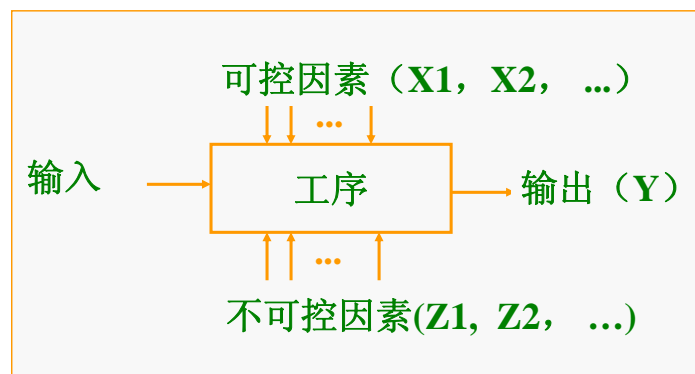 可控因素（X1，X2， ...）
...
输入
工序
输出（Y）
...
不可控因素(Z1, Z2， …)